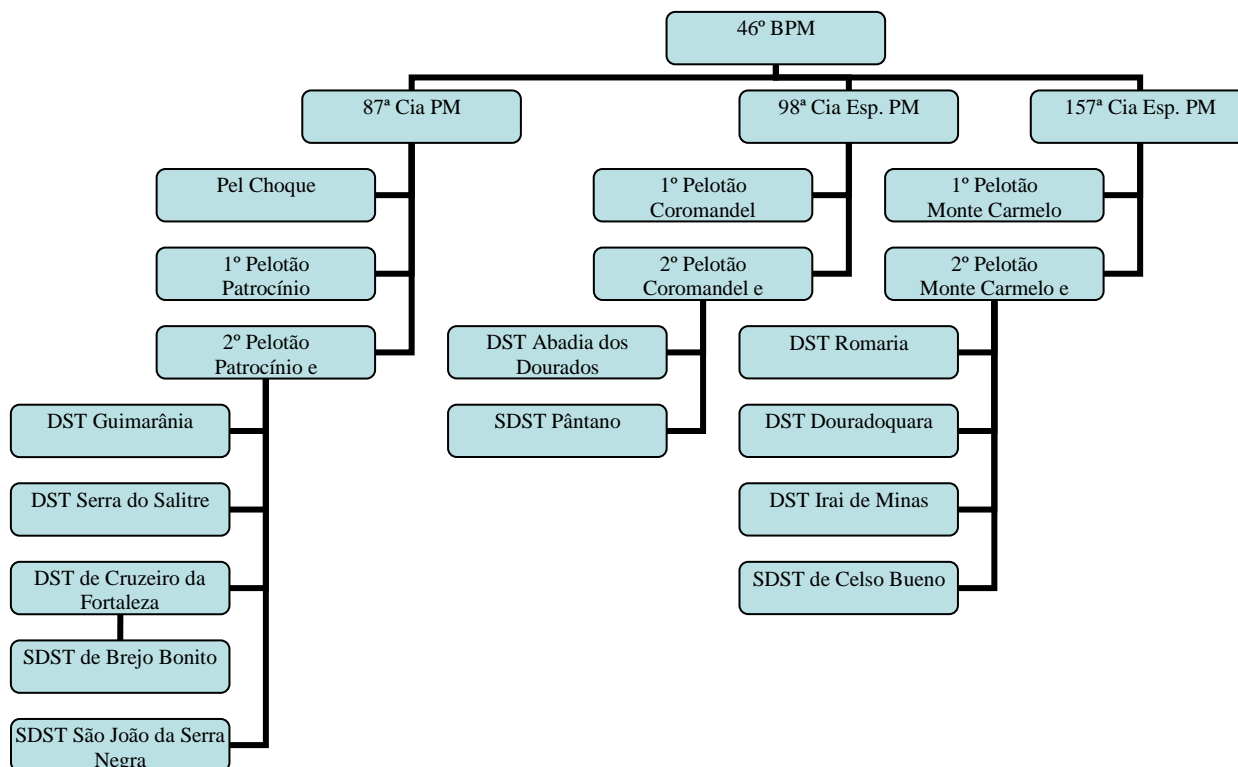 46º BPM
87ª Cia PM
98ª Cia Esp. PM
157ª Cia Esp. PM
Pel Choque
1º Pelotão
Patrocínio
2º Pelotão
Patrocínio e
DST Guimarânia
DST Serra do Salitre
DST de Cruzeiro da
Fortaleza
SDST de Brejo Bonito
SDST São João da Serra
Negra
1º Pelotão
Coromandel
2º Pelotão
Coromandel e
DST Abadia dos
Dourados
SDST Pântano
1º Pelotão
Monte Carmelo
2º Pelotão
Monte Carmelo e
DST Romaria
DST Douradoquara
DST Irai de Minas
SDST de Celso Bueno